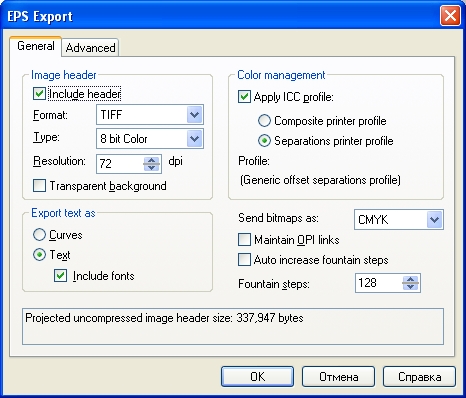 EPS Export
General
Advanced
Image header
Include header
Format: TIFF
Type: 8 bit Color
Resolution: 72 dpi
Transparent background
Export text as
Curves
Text
Include fonts
Color management
Apply ICC profile:
Composite printer profile
Separations printer profile
Profile:
(Generic offset separations profile)
Send bitmaps as: CMYK
Maintain OPI links
Auto increase fountain steps
Fountain steps: 128
Projected uncompressed image header size: 337,947 bytes
OK
Отмена
Справка